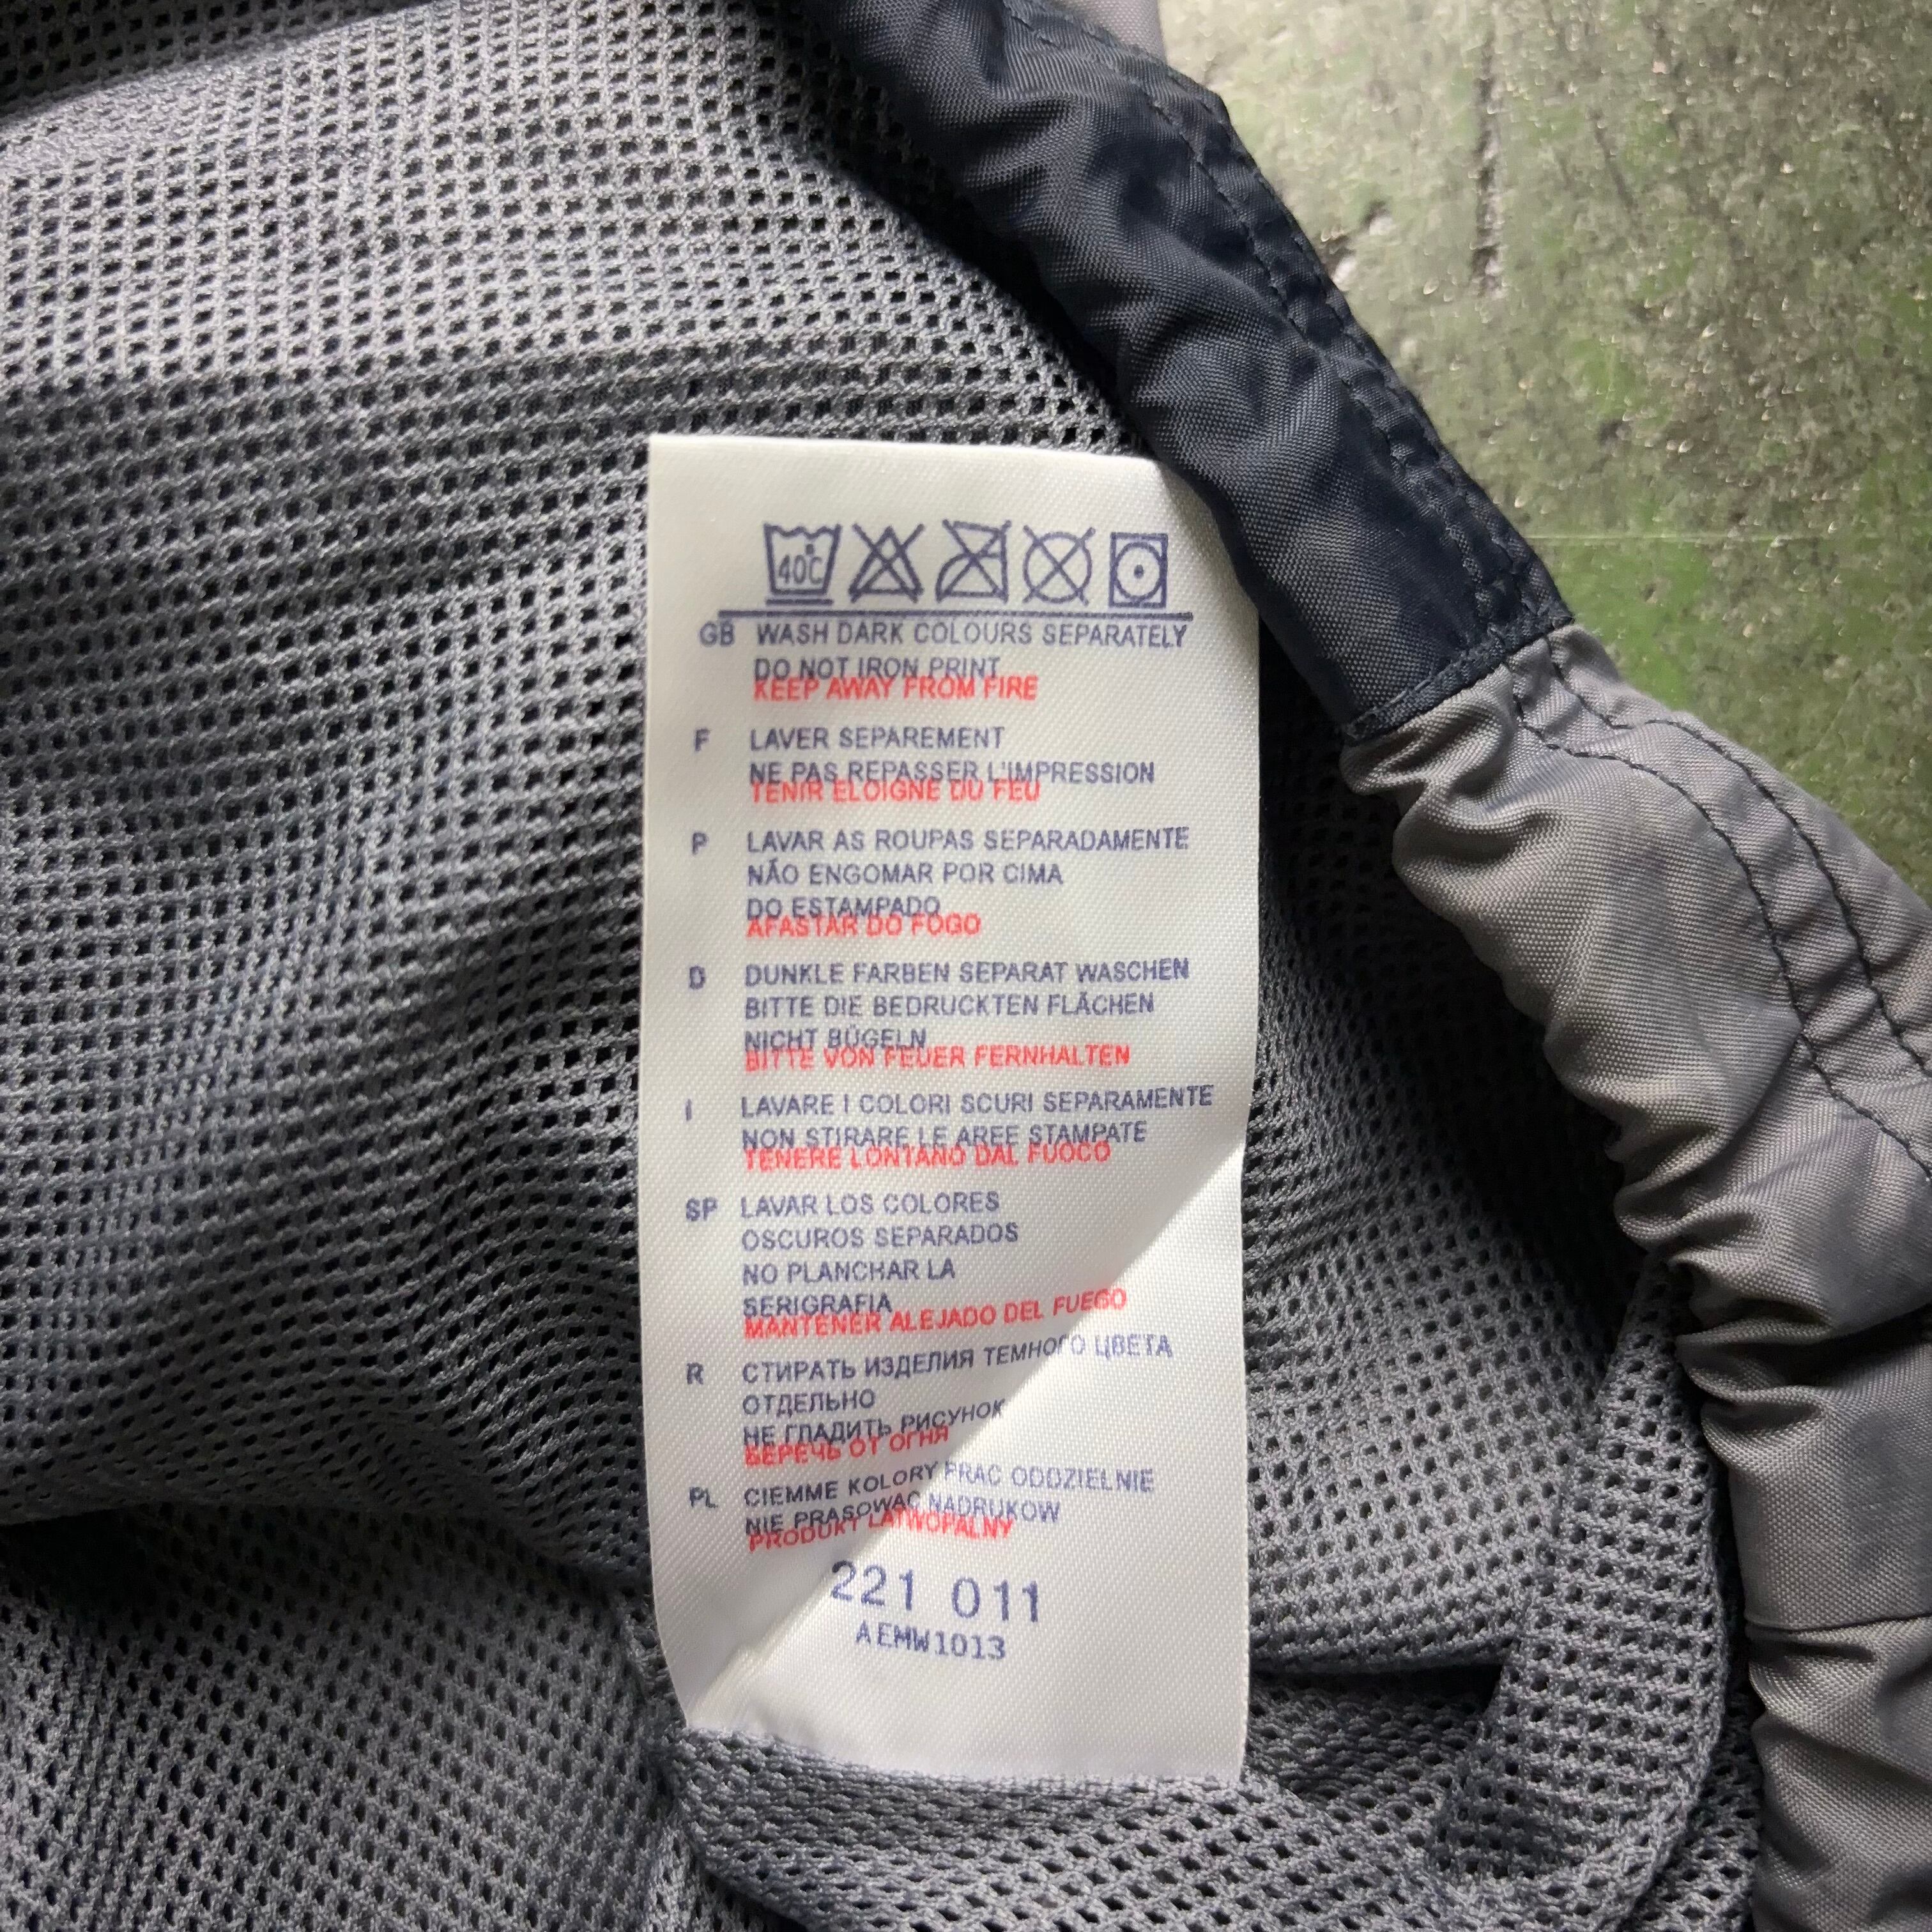 40C
GB WASH DARK COLOURS SEPARATELY
DO NOT IRON PRINT
KEEP AWAY FROM FIRE
F LAVER SEPAREMENT
NE PAS REPASSER L'IMPRESSION
TENIR ELOIGNE DU FEU
P LAVAR AS ROUPAS SEPARADAMENTE
NÃO ENGOMAR POR CIMA
DO ESTAMPADO
AFASTAR DO FOGO
D DUNKLE FARBEN SEPARAT WASCHEN
BITTE DIE BEDRUCKTEN FLÄCHEN
NICHT BÜGELN
BITTE VON FEUER FERNHALTEN
I LAVARE I COLORI SCURI SEPARAMENTE
NON STIRARE LE AREE STAMPATE
TENERE LONTANO DAL FUOCO
SP LAVAR LOS COLORES
OSCUROS SEPARADOS
NO PLANCHAR LA
SERIGRAFIA
MANTENER ALEJADO DEL FUEGO
R СТИРАТЬ ИЗДЕЛИЯ ТЕМНОГО ЦВЕТА
ОТДЕЛЬНО
НЕ ГЛАДИТЬ РИСУНОК
БЕРЕЧЬ ОТ ОГНЯ
PL CIEMME KOLORY PRAC ODDZIELNIE
NIE PRASOWAC NADRUKOW
PRODUKT LATWOPALNY
221 011
AEMW1013